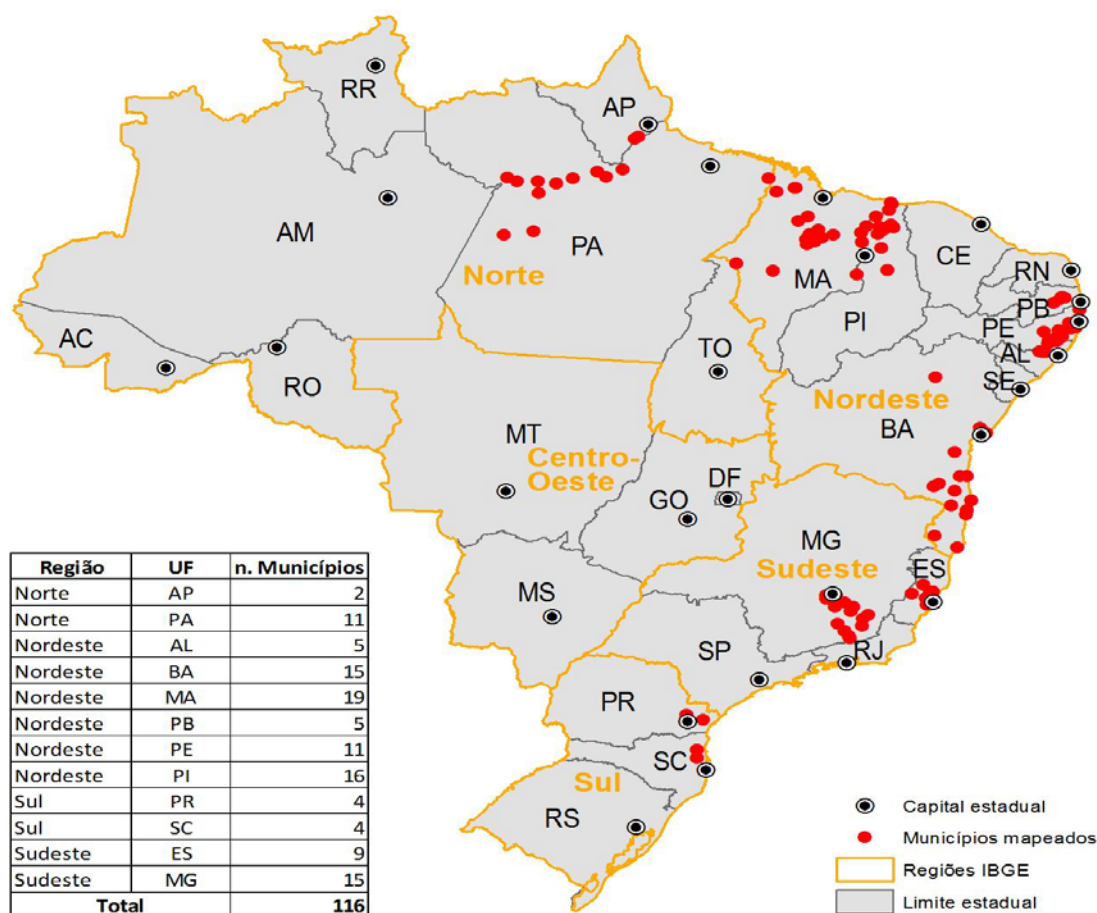 RR
AP
AM
PA
Norte
MA
CE
RN
PB
PE
AL
SE
PI
AC
RO
TO
Nordeste
BA
MT
Centro-
Oeste
DF
GO
MG
Sudeste
ES
MS
SP
RJ
PR
SC
Sul
RS
Região UF n. Municípios
Norte AP 2
Norte PA 11
Nordeste AL 5
Nordeste BA 15
Nordeste MA 19
Nordeste PB 5
Nordeste PE 11
Nordeste PI 16
Sul PR 4
Sul SC 4
Sudeste ES 9
Sudeste MG 15
Total 116
Capital estadual
Municípios mapeados
Regiões IBGE
Limite estadual